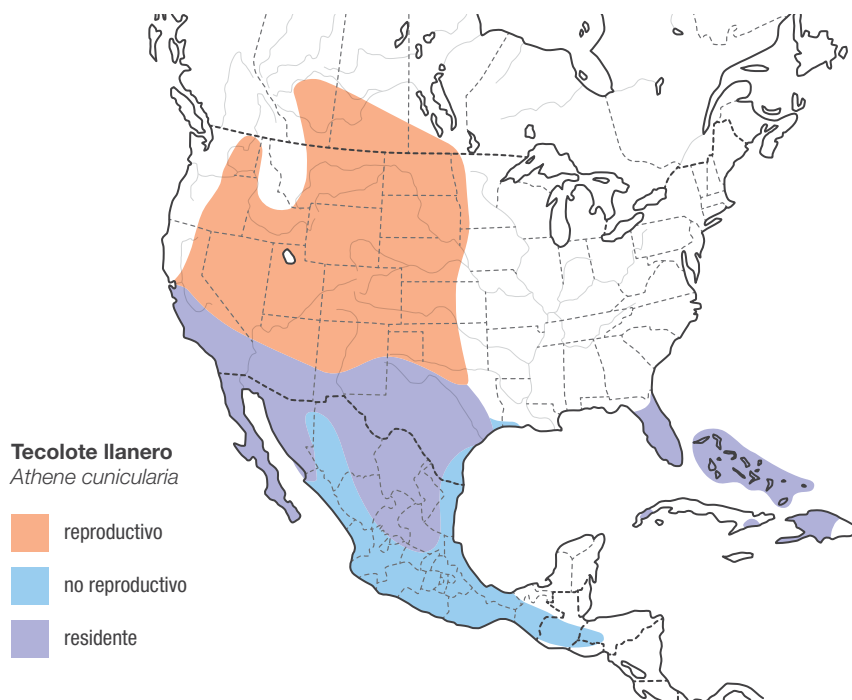 Tecolote llanero
Athene cunicularia
reproductivo
no reproductivo
residente